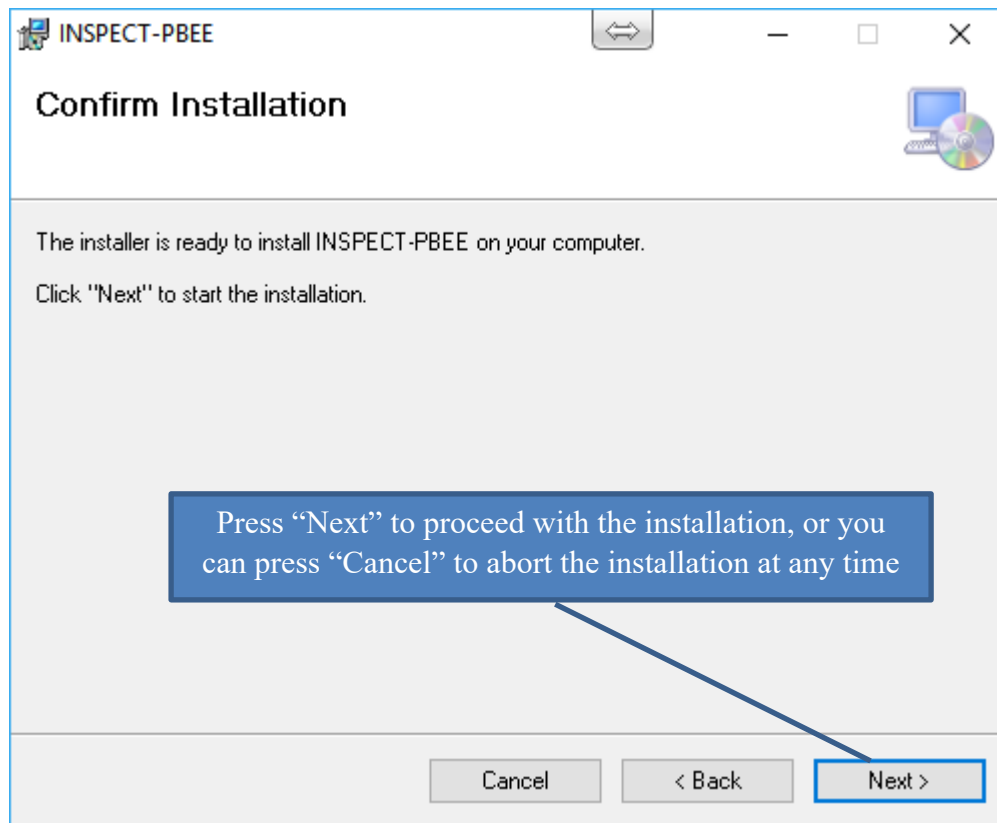 INSPECT-PBEE
Confirm Installation
The installer is ready to install INSPECT-PBEE on your computer.
Click "Next" to start the installation.
Press “Next” to proceed with the installation, or you
can press “Cancel” to abort the installation at any time
Cancel
< Back
Next >